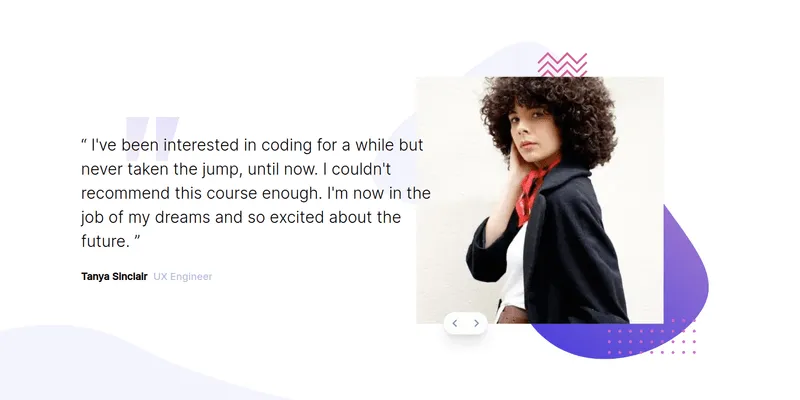 “ I've been interested in coding for a while but
never taken the jump, until now. I couldn't
recommend this course enough. I'm now in the
job of my dreams and so excited about the
future. ”
Tanya Sinclair UX Engineer